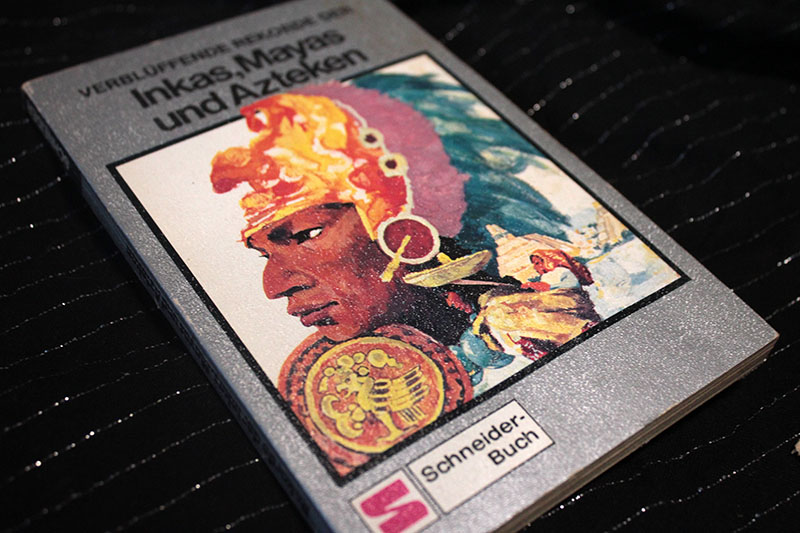 VERBLÜFFENDE REKORDE DER
Inkas, Mayas
und Azteken
Schneider-
Buch